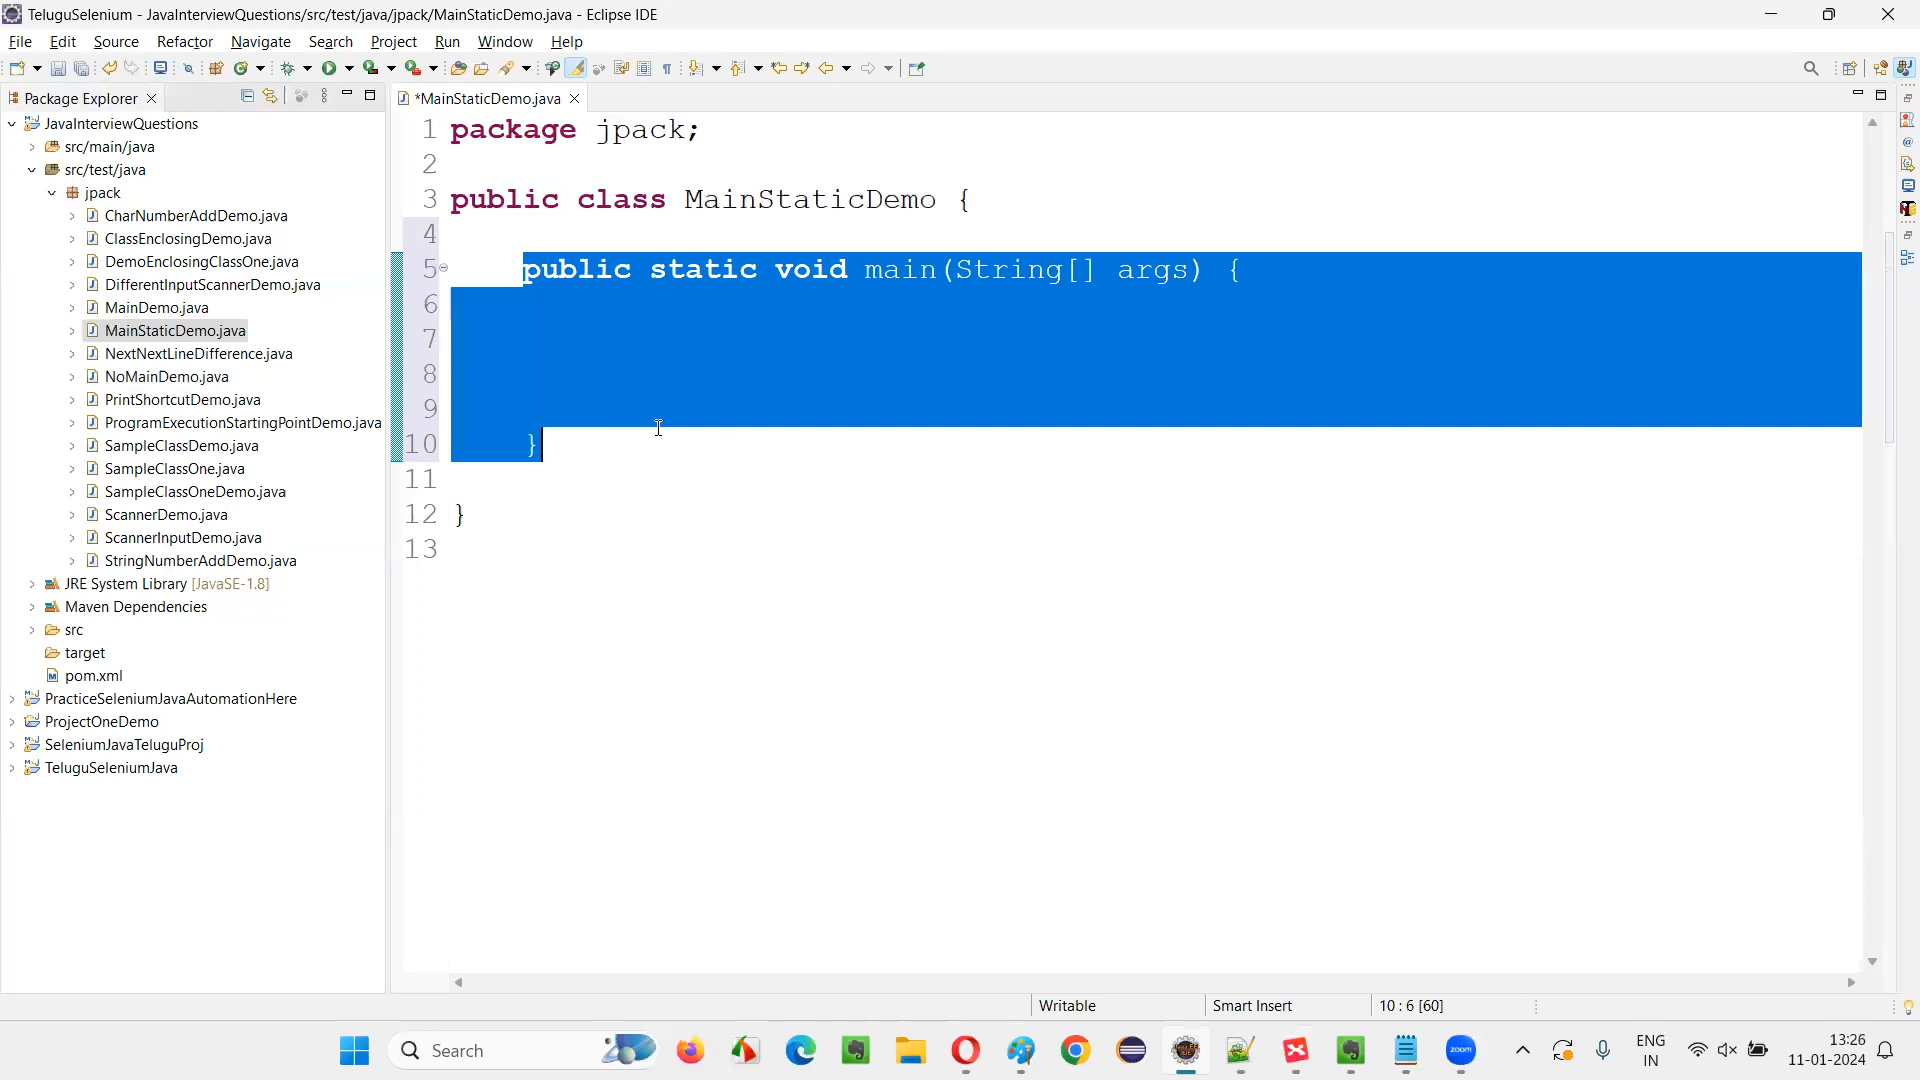 TeluguSelenium - JavaInterviewQuestions/src/test/java/jpack/MainStaticDemo.java - Eclipse IDE
File Edit Source Refactor Navigate Search Project Run Window Help
Package Explorer
*MainStaticDemo.java
JavaInterviewQuestions
src/main/java
src/test/java
jpack
CharNumberAddDemo.java
ClassEnclosingDemo.java
DemoEnclosingClassOne.java
DifferentInputScannerDemo.java
MainDemo.java
MainStaticDemo.java
NextNextLineDifference.java
NoMainDemo.java
PrintShortcutDemo.java
ProgramExecutionStartingPointDemo.java
SampleClassDemo.java
SampleClassOne.java
SampleClassOneDemo.java
ScannerDemo.java
ScannerInputDemo.java
StringNumberAddDemo.java
JRE System Library [JavaSE-1.8]
Maven Dependencies
src
target
pom.xml
PracticeSeleniumJavaAutomationHere
ProjectOneDemo
SeleniumJavaTeluguProj
TeluguSeleniumJava
1 package jpack;
2
3 public class MainStaticDemo {
4
5 public static void main(String[] args) {
6
7
8
9
10 }
11
12 }
13
Writable Smart Insert 10 : 6 [60]
Search
zoom
ENG
IN
13:26
11-01-2024